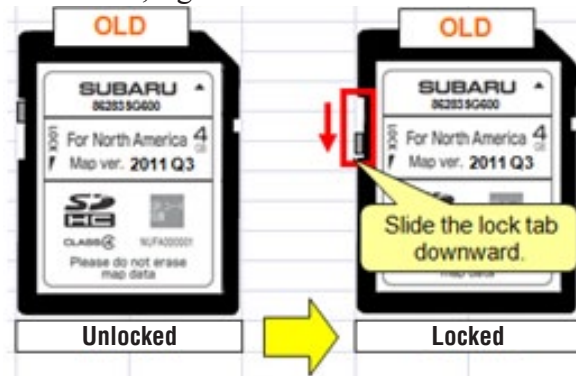 OLD
SUBARU
86283SG600
LOCK
For North America
4
Map ver. 2011 Q3
SD
HC
CLASS 4
Please do not erase
map data
Unlocked
OLD
SUBARU
86283SG600
LOCK
For North America
4
Map ver. 2011 Q3
Slide the lock tab
downward.
map data
Locked